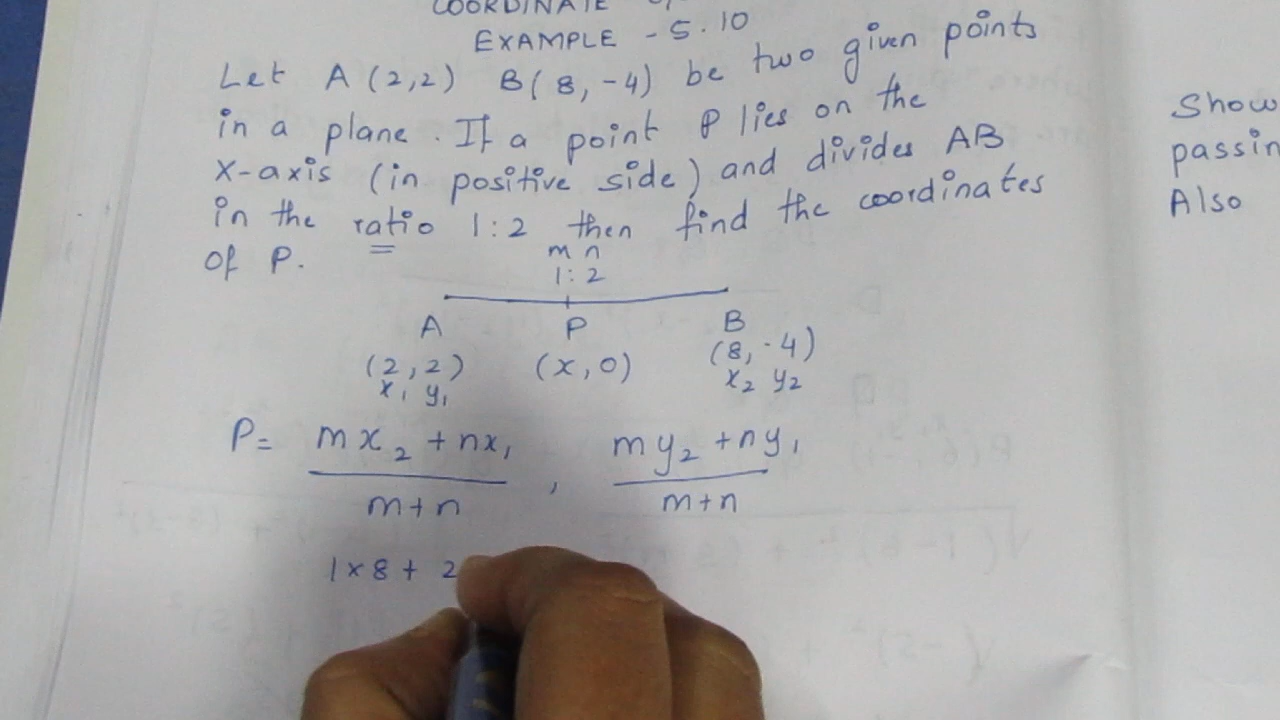 COORDINATE
EXAMPLE - 5.10
Let A (2,2) B( 8, -4) be two given points
in a plane. If a point P lies on the
X-axis (in positive side) and divides AB
in the ratio 1:2 then find the coordinates
of P.
m n
1:2
A P B
(2,2) (x,0) (8,-4)
x₁ y₁ x₂ y₂
P= mx₂ + nx₁ , my₂ + ny₁
m+n m+n
1×8+ 2
Show
passin
Also